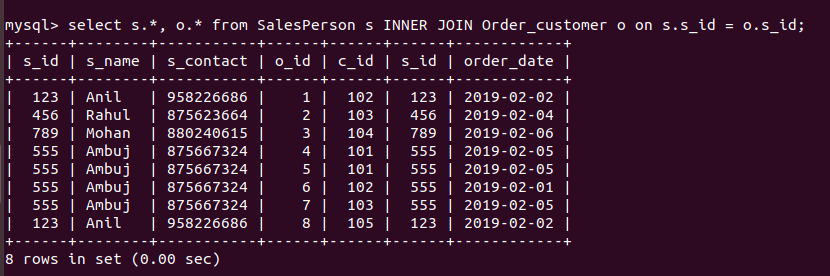 mysql> select s.*, o.* from SalesPerson s INNER JOIN Order_customer o on s.s_id = o.s_id;
+------+--------+-----------+------+------+------+------------+
| s_id | s_name | s_contact | o_id | c_id | s_id | order_date |
+------+--------+-----------+------+------+------+------------+
|  123 | Anil   | 958226686 |    1 |  102 |  123 | 2019-02-02 |
|  456 | Rahul  | 875623664 |    2 |  103 |  456 | 2019-02-04 |
|  789 | Mohan  | 880240615 |    3 |  104 |  789 | 2019-02-06 |
|  555 | Ambuj  | 875667324 |    4 |  101 |  555 | 2019-02-05 |
|  555 | Ambuj  | 875667324 |    5 |  101 |  555 | 2019-02-05 |
|  555 | Ambuj  | 875667324 |    6 |  102 |  555 | 2019-02-01 |
|  555 | Ambuj  | 875667324 |    7 |  103 |  555 | 2019-02-05 |
|  123 | Anil   | 958226686 |    8 |  105 |  123 | 2019-02-02 |
+------+--------+-----------+------+------+------+------------+
8 rows in set (0.00 sec)